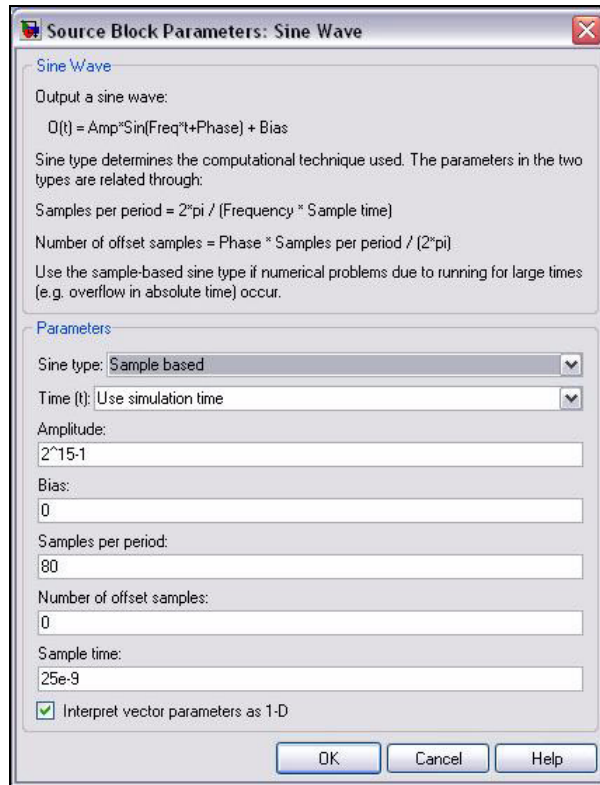 Source Block Parameters: Sine Wave
Sine Wave
Output a sine wave:
O(t) = Amp*Sin(Freq*t+Phase) + Bias
Sine type determines the computational technique used. The parameters in the two
types are related through:
Samples per period = 2*pi / (Frequency * Sample time)
Number of offset samples = Phase * Samples per period / (2*pi)
Use the sample-based sine type if numerical problems due to running for large times
(e.g. overflow in absolute time) occur.
Parameters
Sine type: Sample based
Time (t): Use simulation time
Amplitude:
2^15-1
Bias:
0
Samples per period:
80
Number of offset samples:
0
Sample time:
25e-9
Interpret vector parameters as 1-D
OK Cancel Help